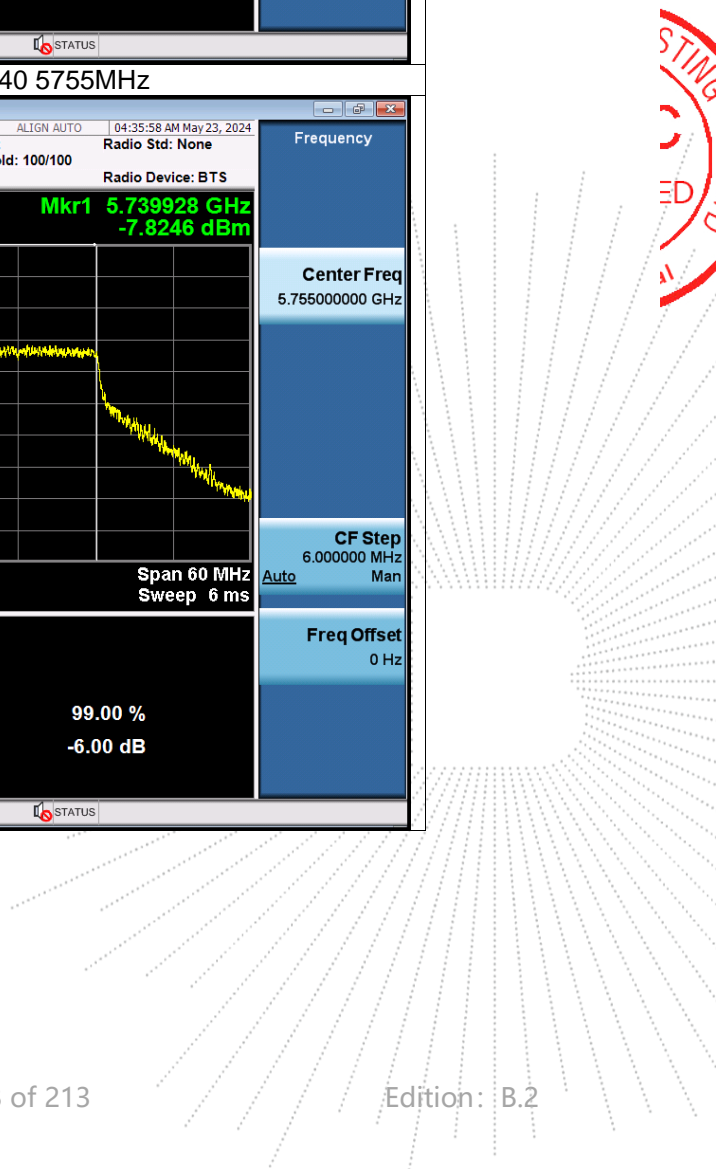 STATUS
40 5755MHz
ALIGN AUTO 04:35:58 AM May 23, 2024
Radio Std: None
ld: 100/100
Radio Device: BTS
Frequency
Mkr1 5.739928 GHz
-7.8246 dBm
Center Freq
5.755000000 GHz
CF Step
6.000000 MHz
Auto Man
Span 60 MHz
Sweep 6 ms
Freq Offset
0 Hz
99.00 %
-6.00 dB
STATUS
STING
C
ED
of 213
Edition: B.2